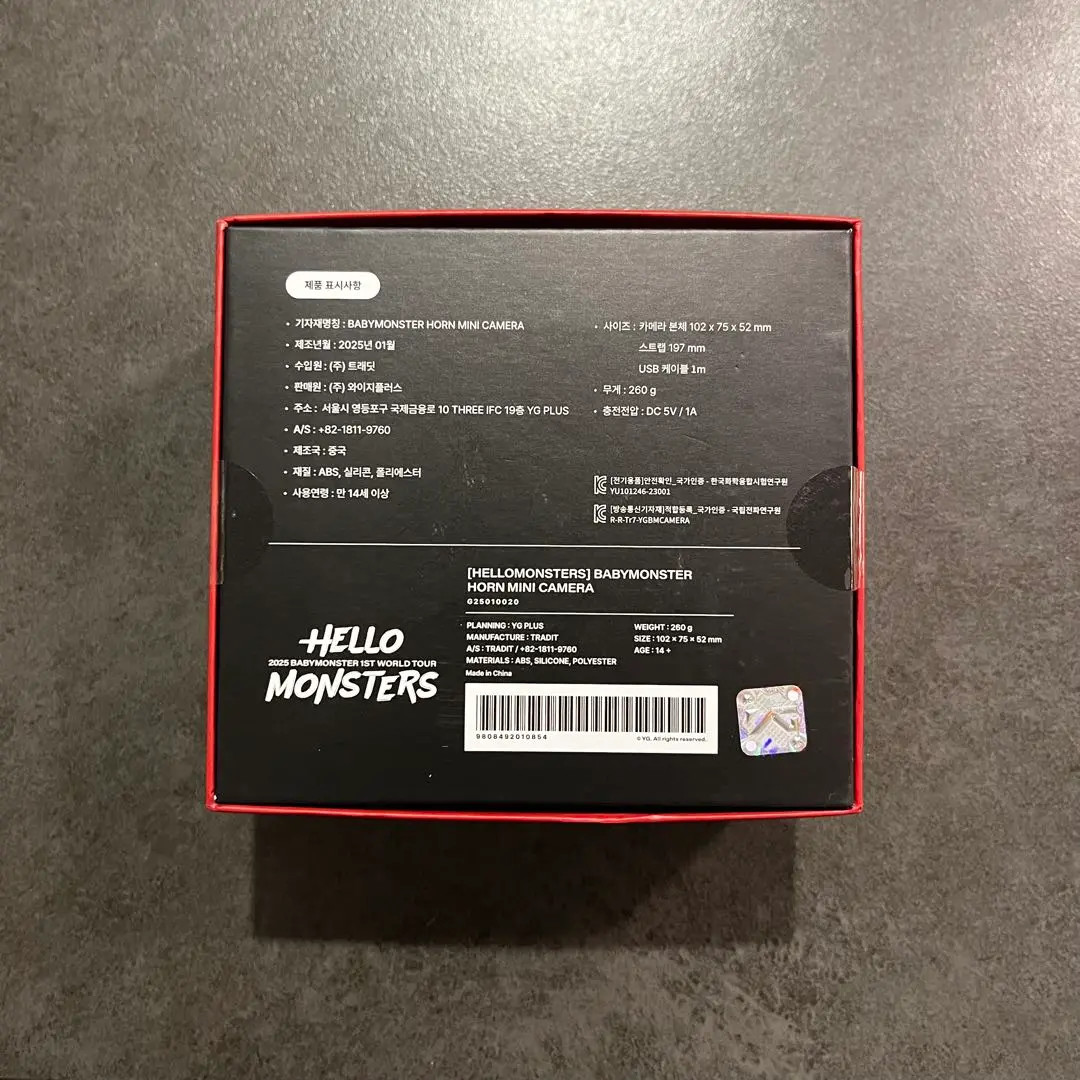 제품 표시사항
• 기자재명칭 : BABYMONSTER HORN MINI CAMERA
• 제조년월 : 2025년 01월
• 수입원 : (주) 트래딧
• 판매원 : (주) 와이지플러스
• 주소 : 서울시 영등포구 국제금융로 10 THREE IFC 19층 YG PLUS
• A/S : +82-1811-9760
• 제조국 : 중국
• 재질 : ABS, 실리콘, 폴리에스터
• 사용연령 : 만 14세 이상
• 사이즈 : 카메라 본체 102 x 75 x 52 mm
스트랩 197 mm
USB 케이블 1m
• 무게 : 260 g
• 충전전압 : DC 5V / 1A
[전기용품]안전확인_국가인증 - 한국화학융합시험연구원
YU101246-23001
[방송통신기자재]적합등록_국가인증 - 국립전파연구원
R-R-Tr7-YGBMCAMERA
HELLO
2025 BABYMONSTER 1ST WORLD TOUR
MONSTERS
[HELLOMONSTERS] BABYMONSTER
HORN MINI CAMERA
G25010020
PLANNING : YG PLUS
MANUFACTURE : TRADIT
A/S : TRADIT / +82-1811-9760
MATERIALS : ABS, SILICONE, POLYESTER
Made in China
WEIGHT : 260 g
SIZE : 102 × 75 × 52 mm
AGE : 14 +
9808492010854
© YG. All rights reserved.